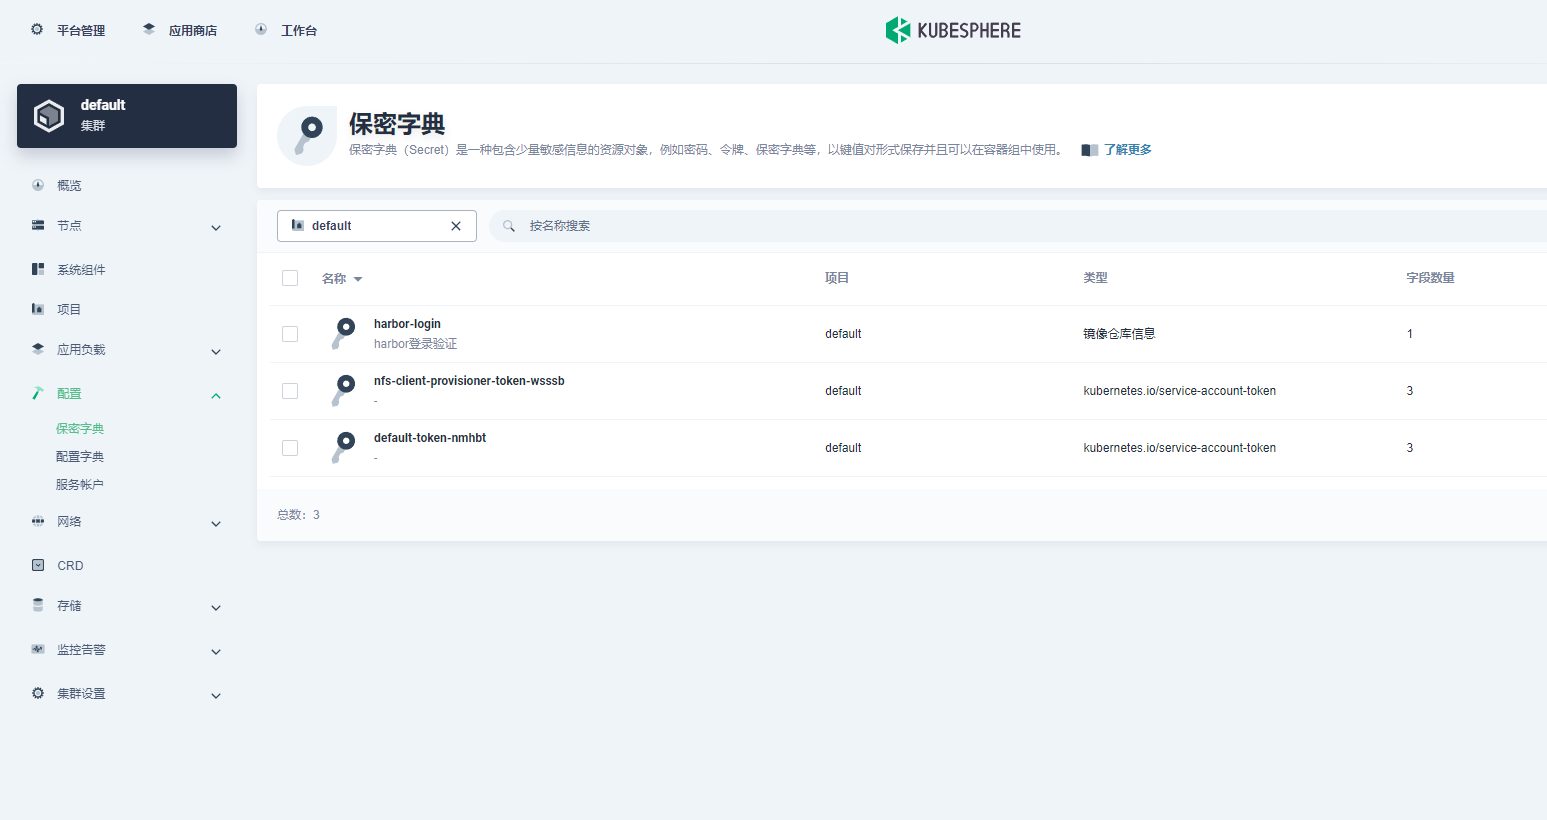 平台管理
应用商店
工作台
KUBESPHERE
default
集群
概览
节点
系统组件
项目
应用负载
配置
保密字典
配置字典
服务帐户
网络
CRD
存储
监控告警
集群设置
保密字典
保密字典（Secret）是一种包含少量敏感信息的资源对象，例如密码、令牌、保密字典等，以键值对形式保存并且可以在容器组中使用。 了解更多
default
按名称搜索
名称 项目 类型 字段数量
harbor-login default 镜像仓库信息 1
harbor登录验证
nfs-client-provisioner-token-wsssb default kubernetes.io/service-account-token 3
-
default-token-nmhbt default kubernetes.io/service-account-token 3
-
总数：3